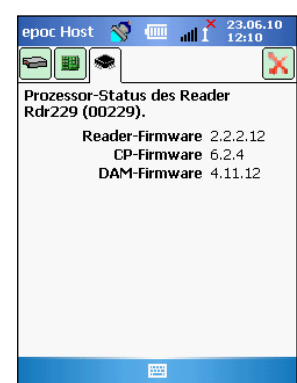 epoc Host 23.06.10
12:10
Prozessor-Status des Reader
Rdr229 (00229).
Reader-Firmware 2.2.2.12
CP-Firmware 6.2.4
DAM-Firmware 4.11.12